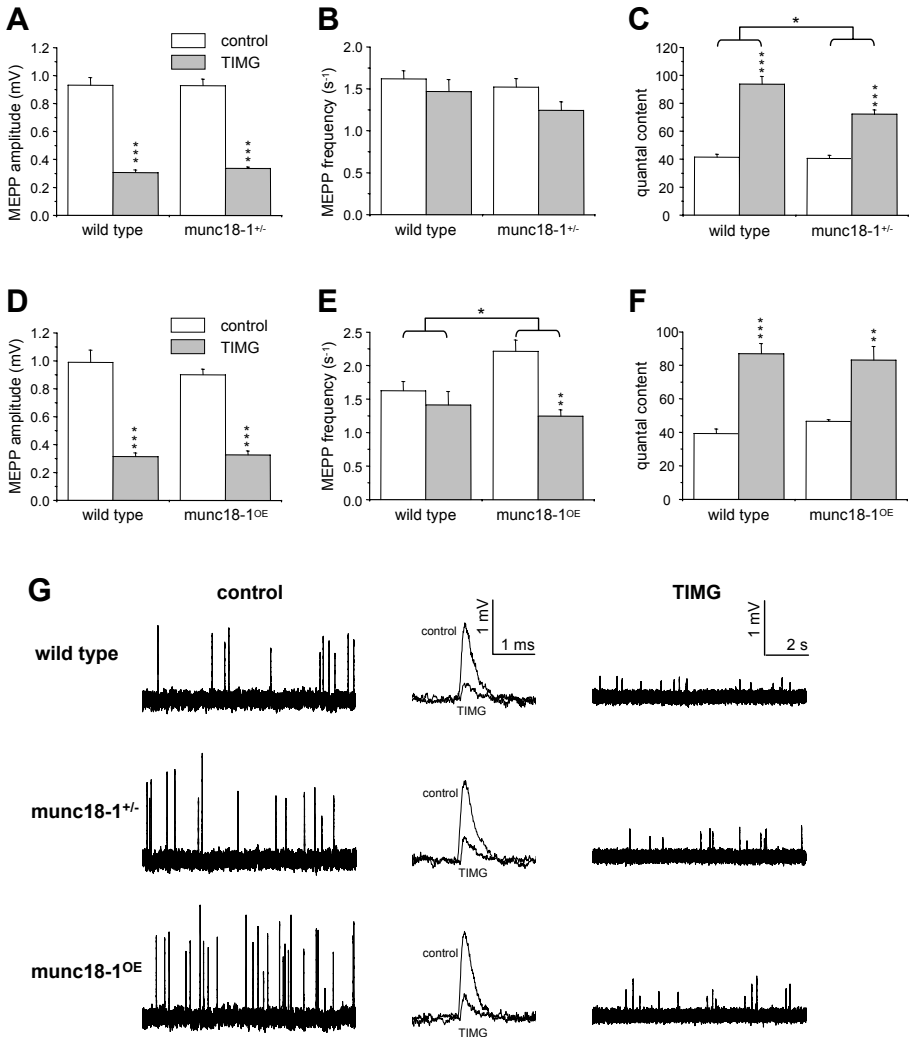 A
MEPP amplitude (mV)
1.2
1.0
0.8
0.6
0.4
0.2
0.0
control
TIMG
***
***
wild type
munc18-1+/-
B
MEPP frequency (s-1)
2.0
1.5
1.0
0.5
0.0
wild type
munc18-1+/-
C
quantal content
100
80
60
40
20
0
*
***
***
wild type
munc18-1+/-
D
MEPP amplitude (mV)
1.2
1.0
0.8
0.6
0.4
0.2
0.0
control
TIMG
***
***
wild type
munc18-1OE
E
MEPP frequency (s-1)
2.5
2.0
1.5
1.0
0.5
0.0
*
**
wild type
munc18-1OE
F
quantal content
100
80
60
40
20
0
***
**
wild type
munc18-1OE
G
control
TIMG
wild type
control
TIMG
1 mV
1 ms
1 mV
2 s
munc18-1+/-
control
TIMG
munc18-1OE
control
TIMG